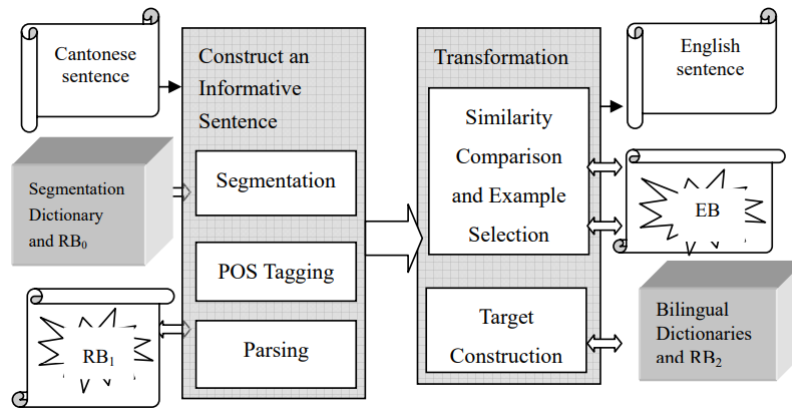 Cantonese
sentence
Construct an
Informative
Sentence
Segmentation
POS Tagging
Parsing
Segmentation
Dictionary
and RB₀
RB₁
Transformation
Similarity
Comparison
and Example
Selection
Target
Construction
English
sentence
EB
Bilingual
Dictionaries
and RB₂